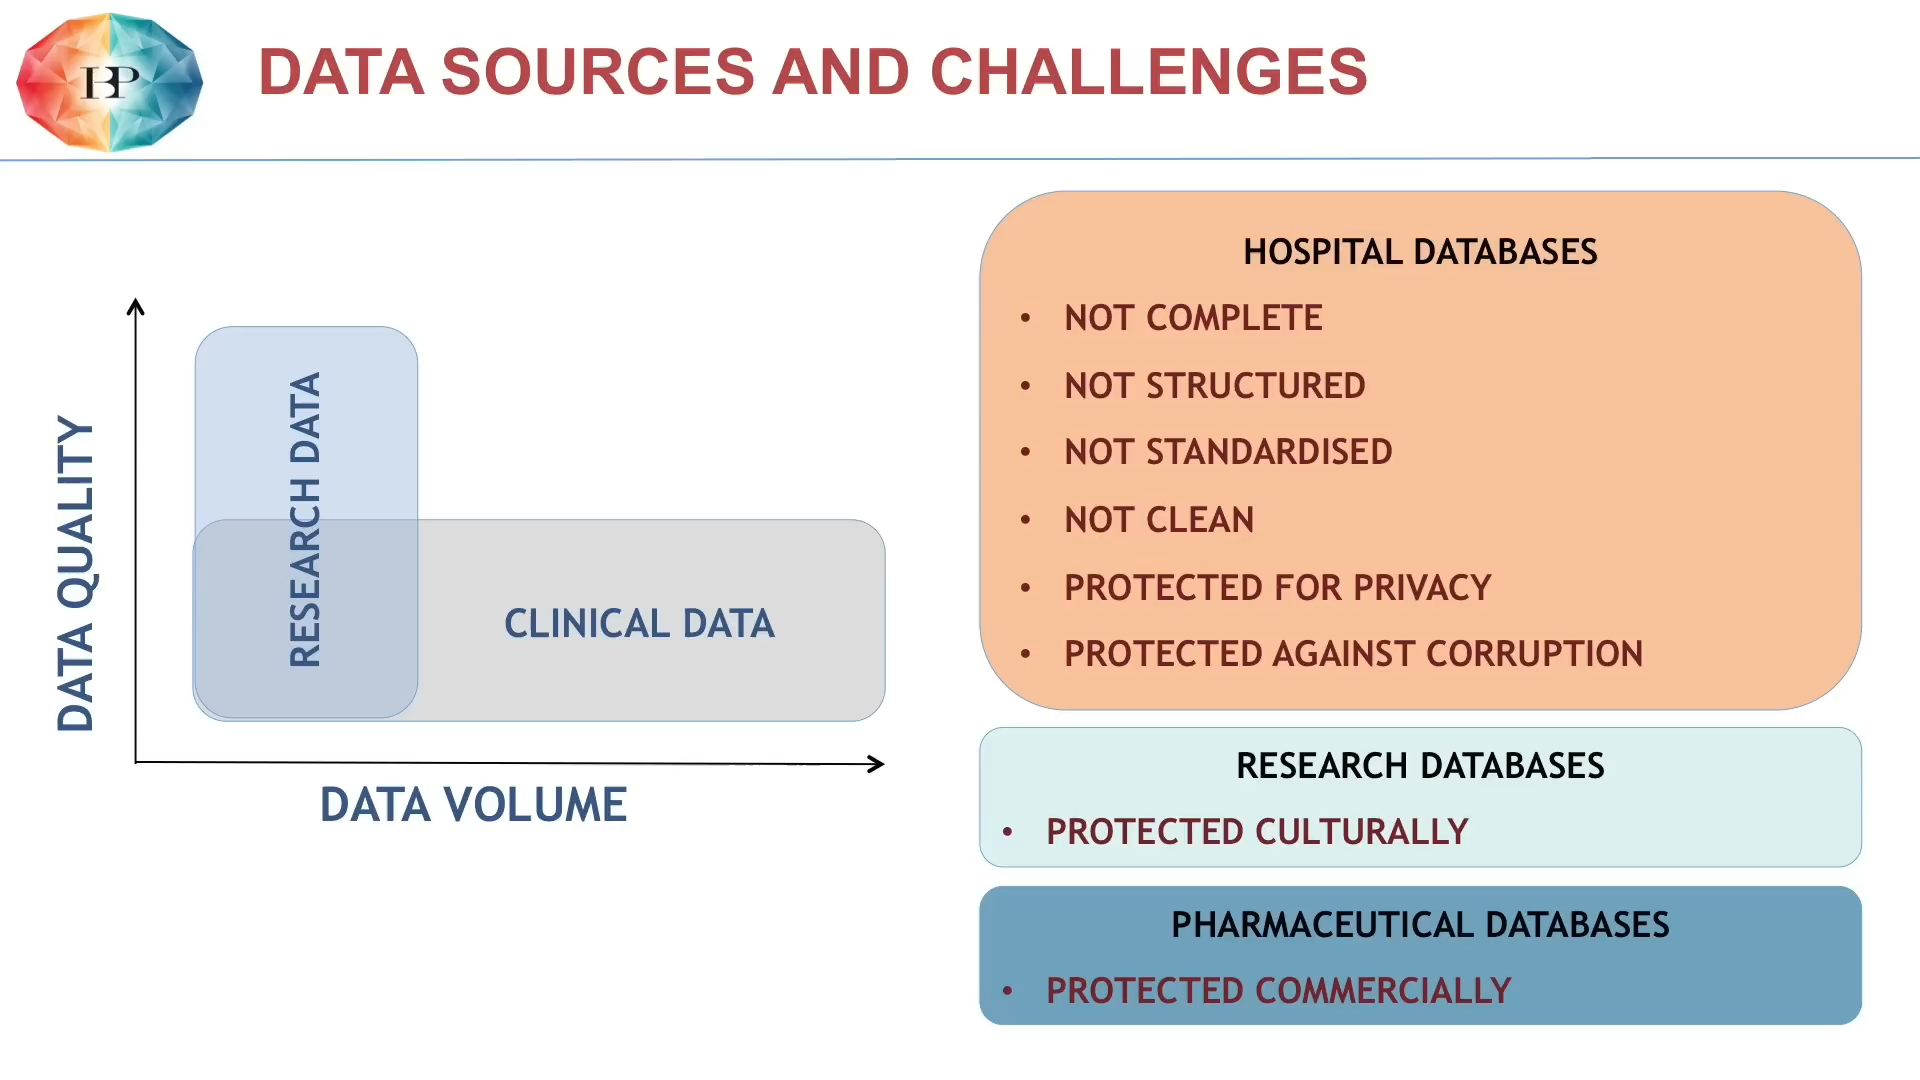 HBP
DATA SOURCES AND CHALLENGES
DATA QUALITY
RESEARCH DATA
CLINICAL DATA
DATA VOLUME
HOSPITAL DATABASES
• NOT COMPLETE
• NOT STRUCTURED
• NOT STANDARDISED
• NOT CLEAN
• PROTECTED FOR PRIVACY
• PROTECTED AGAINST CORRUPTION
RESEARCH DATABASES
• PROTECTED CULTURALLY
PHARMACEUTICAL DATABASES
• PROTECTED COMMERCIALLY